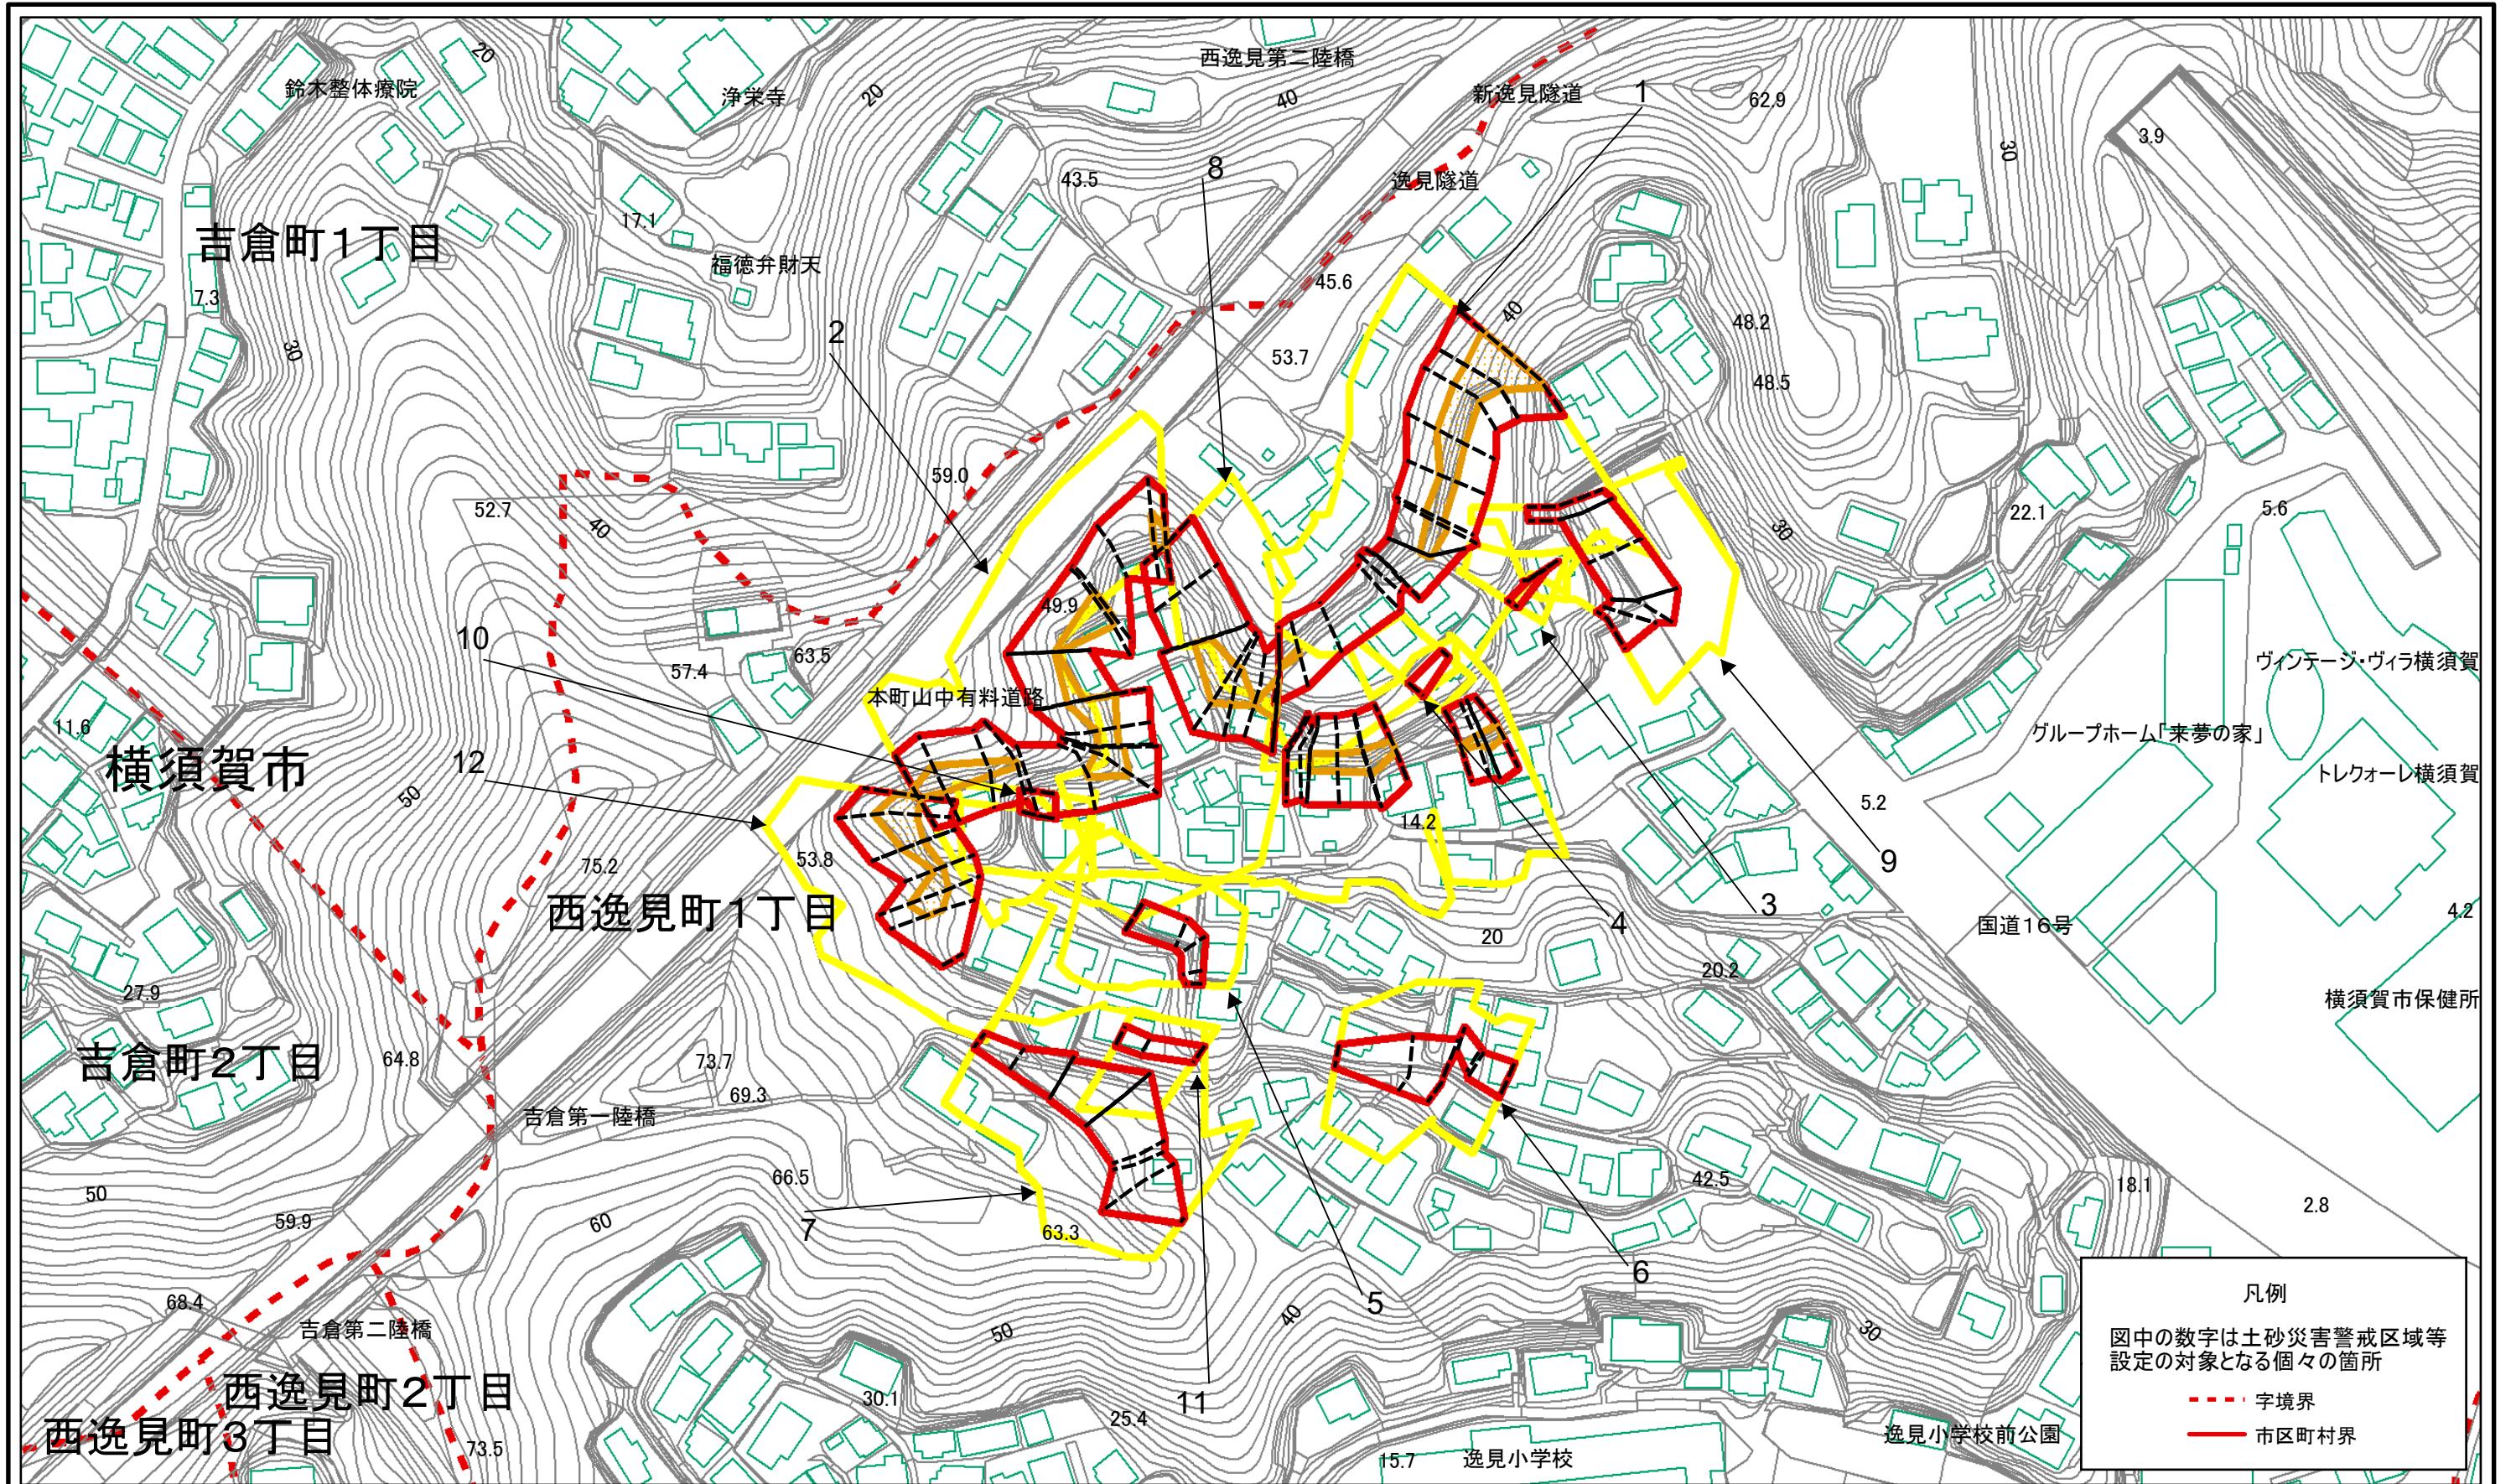 20
西逸見第二陸橋
鈴木整体療院
浄栄寺
20
40
新逸見隧道
1
62.9
3.9
30
8
43.5
逸見隧道
17.1
吉倉町1丁目
福徳弁財天
45.6
7.3
2
40
48.2
30
53.7
48.5
59.0
52.7
40
22.1
5.6
30
49.9
10
63.5
57.4
ヴィンテージ・ヴィラ横須賀
本町山中有料道路
11.6
グループホーム「来夢の家」
横須賀市
12
トレクォーレ横須賀
50
5.2
14.2
53.8
75.2
9
西逸見町1丁目
3
4
4.2
国道16号
20
20.2
27.9
横須賀市保健所
吉倉町2丁目
64.8
73.7
69.3
吉倉第一陸橋
66.5
42.5
18.1
50
59.9
60
7
63.3
2.8
6
5
凡例
図中の数字は土砂災害警戒区域等
設定の対象となる個々の箇所
字境界
市区町村界
68.4
吉倉第二陸橋
50
40
30
西逸見町2丁目
30.1
11
25.4
西逸見町3丁目
73.5
15.7
逸見小学校
逸見小学校前公園